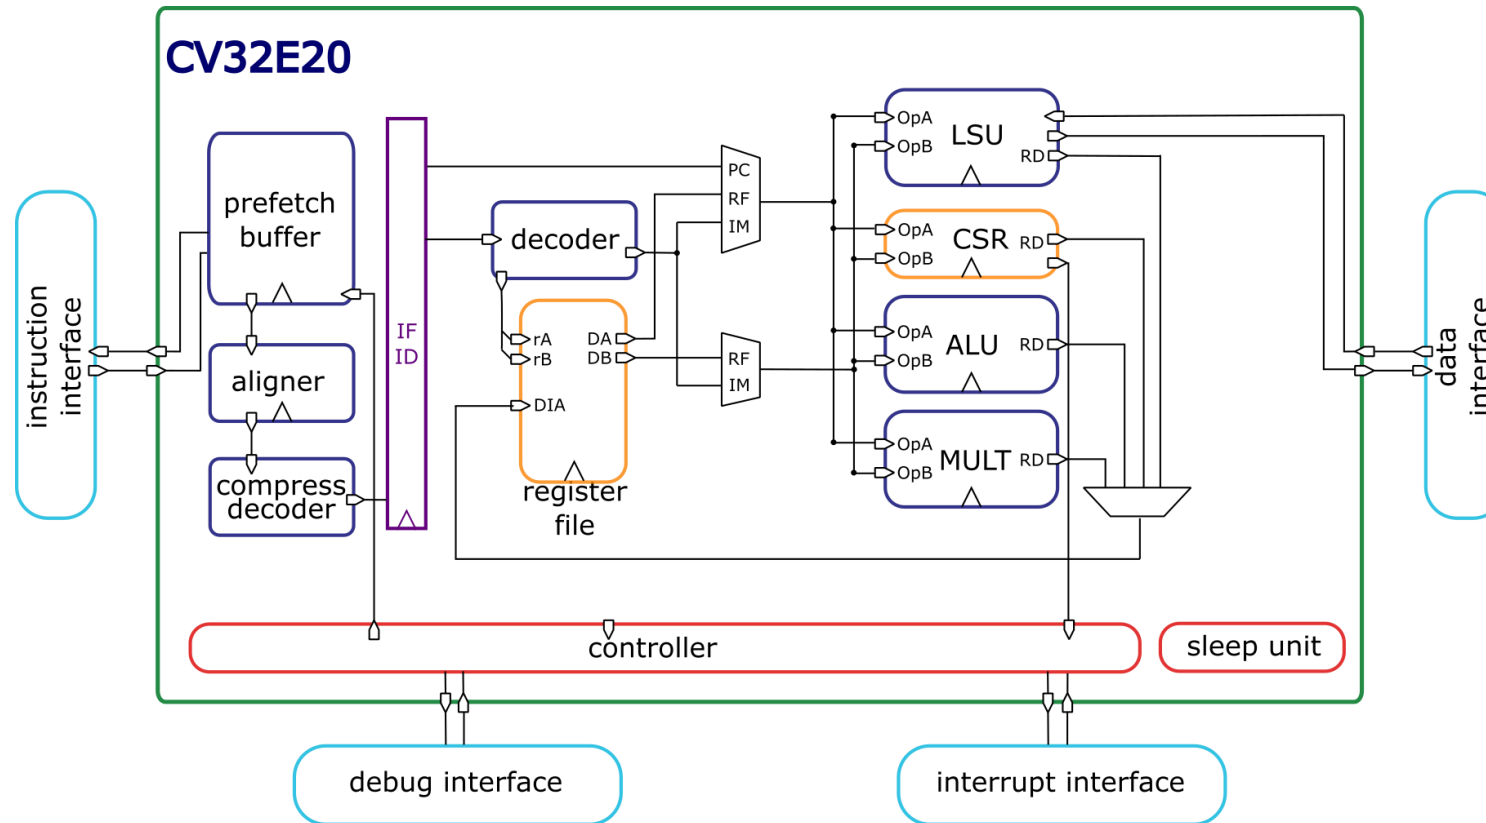 CV32E20
instruction
interface
prefetch
buffer
aligner
compress
decoder
IF
ID
decoder
rA
rB
DIA
DA
DB
register
file
PC
RF
IM
RF
IM
OpA
OpB
LSU
RD
OpA
OpB
CSR
RD
OpA
OpB
ALU
RD
OpA
OpB
MULT
RD
data
interface
controller
sleep unit
debug interface
interrupt interface